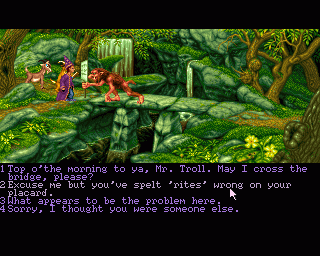 1 Top o'the morning to ya, Mr. Troll. May I cross the
bridge, please?
2 Excuse me but you've spelt 'rites' wrong on your
placard.
3 What appears to be the problem here.
4 Sorry, I thought you were someone else.